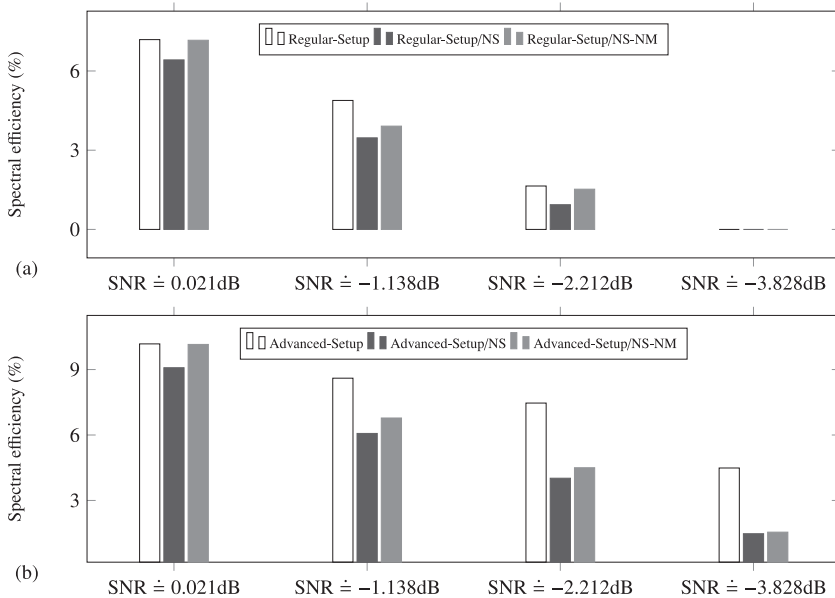 Regular-Setup Regular-Setup/NS Regular-Setup/NS-NM
Spectral efficiency (%)
6
3
0
(a)
SNR ≐ 0.021dB SNR ≐ −1.138dB SNR ≐ −2.212dB SNR ≐ −3.828dB
Advanced-Setup Advanced-Setup/NS Advanced-Setup/NS-NM
Spectral efficiency (%)
9
6
3
(b)
SNR ≐ 0.021dB SNR ≐ −1.138dB SNR ≐ −2.212dB SNR ≐ −3.828dB